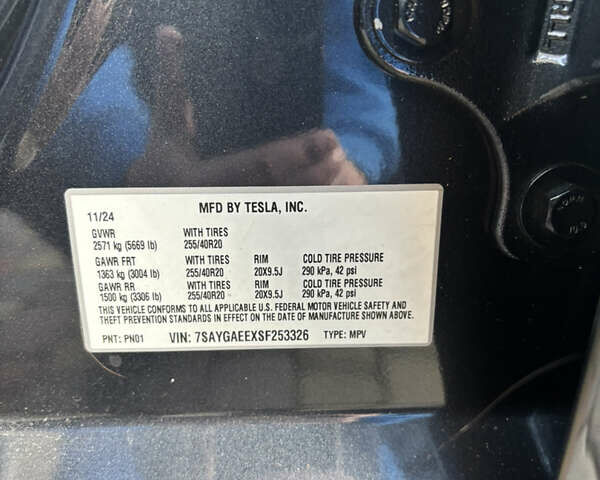 11/24
MFD BY TESLA, INC.
GVWR WITH TIRES
2571 kg (5669 lb) 255/40R20
GAWR FRT WITH TIRES RIM COLD TIRE PRESSURE
1363 kg (3004 lb) 255/40R20 20X9.5J 290 kPa, 42 psi
GAWR RR WITH TIRES RIM COLD TIRE PRESSURE
1500 kg (3306 lb) 255/40R20 20X9.5J 290 kPa, 42 psi
THIS VEHICLE CONFORMS TO ALL APPLICABLE U.S. FEDERAL MOTOR VEHICLE SAFETY AND
THEFT PREVENTION STANDARDS IN EFFECT ON THE DATE OF MANUFACTURE SHOWN ABOVE.
PNT: PN01 VIN: 7SAYGAEEXSF253326 TYPE: MPV